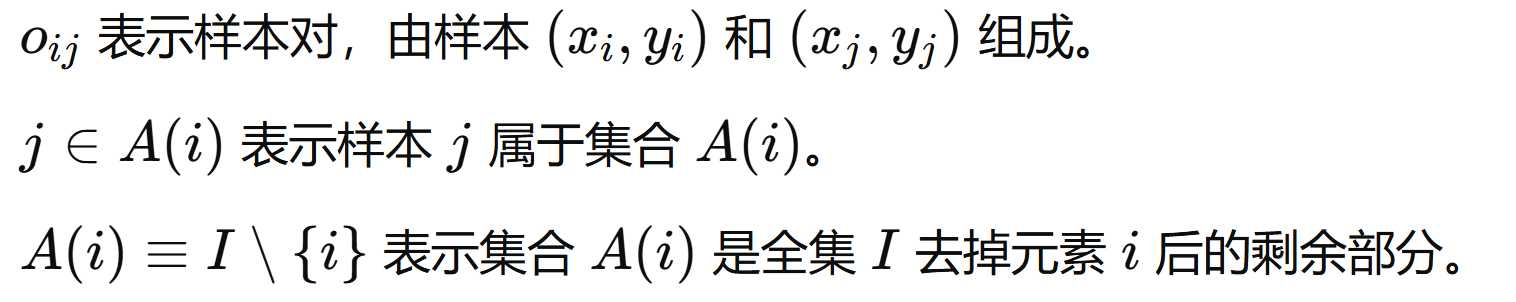 $o_{ij}$ 表示样本对，由样本 $(x_i, y_i)$ 和 $(x_j, y_j)$ 组成。
$j \in A(i)$ 表示样本 $j$ 属于集合 $A(i)$。
$A(i) \equiv I \setminus \{i\}$ 表示集合 $A(i)$ 是全集 $I$ 去掉元素 $i$ 后的剩余部分。